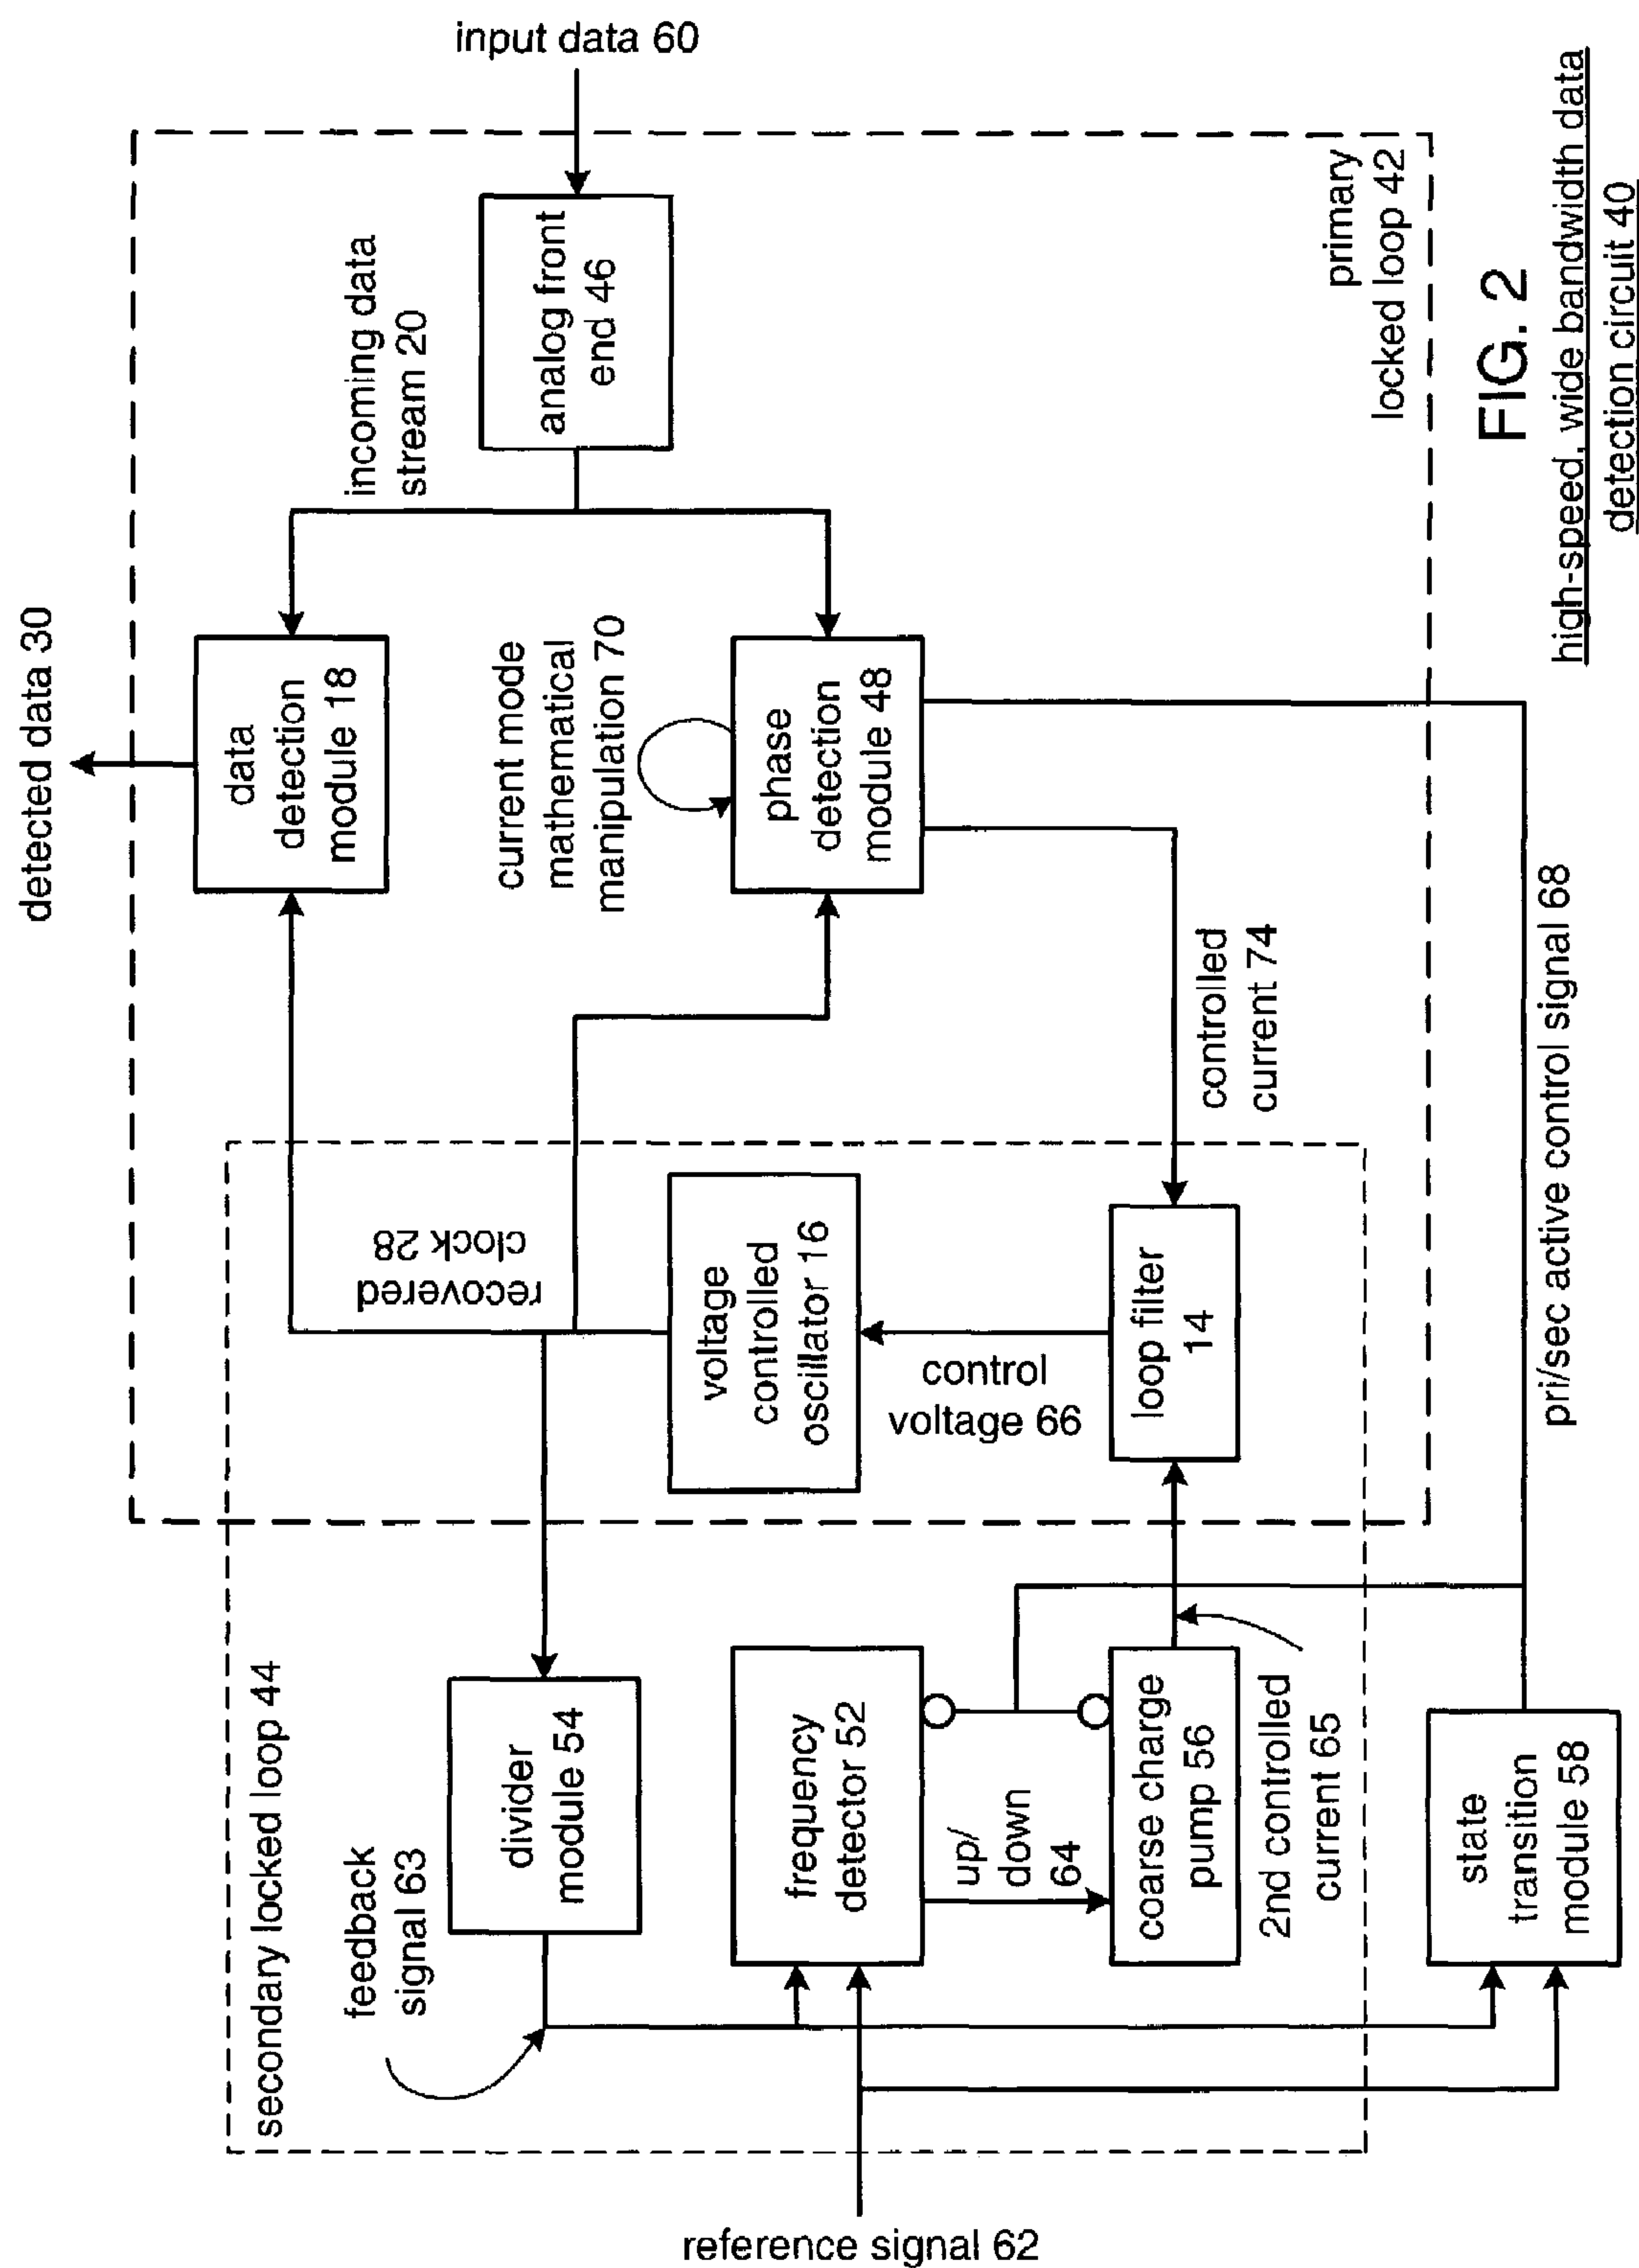 input data 60
detected data 30
incoming data
stream 20
analog front
end 46
primary
locked loop 42
data
detection
module 18
current mode
mathematical
manipulation 70
phase
detection
module 48
controlled
current 74
recovered
clock 28
voltage
controlled
oscillator 16
control
voltage 66
loop filter
14
pri/sec active control signal 68
secondary locked loop 44
feedback
signal 63
divider
module 54
frequency
detector 52
up/
down
64
coarse charge
pump 56
2nd controlled
current 65
state
transition
module 58
reference signal 62
FIG. 2
high-speed, wide bandwidth data
detection circuit 40